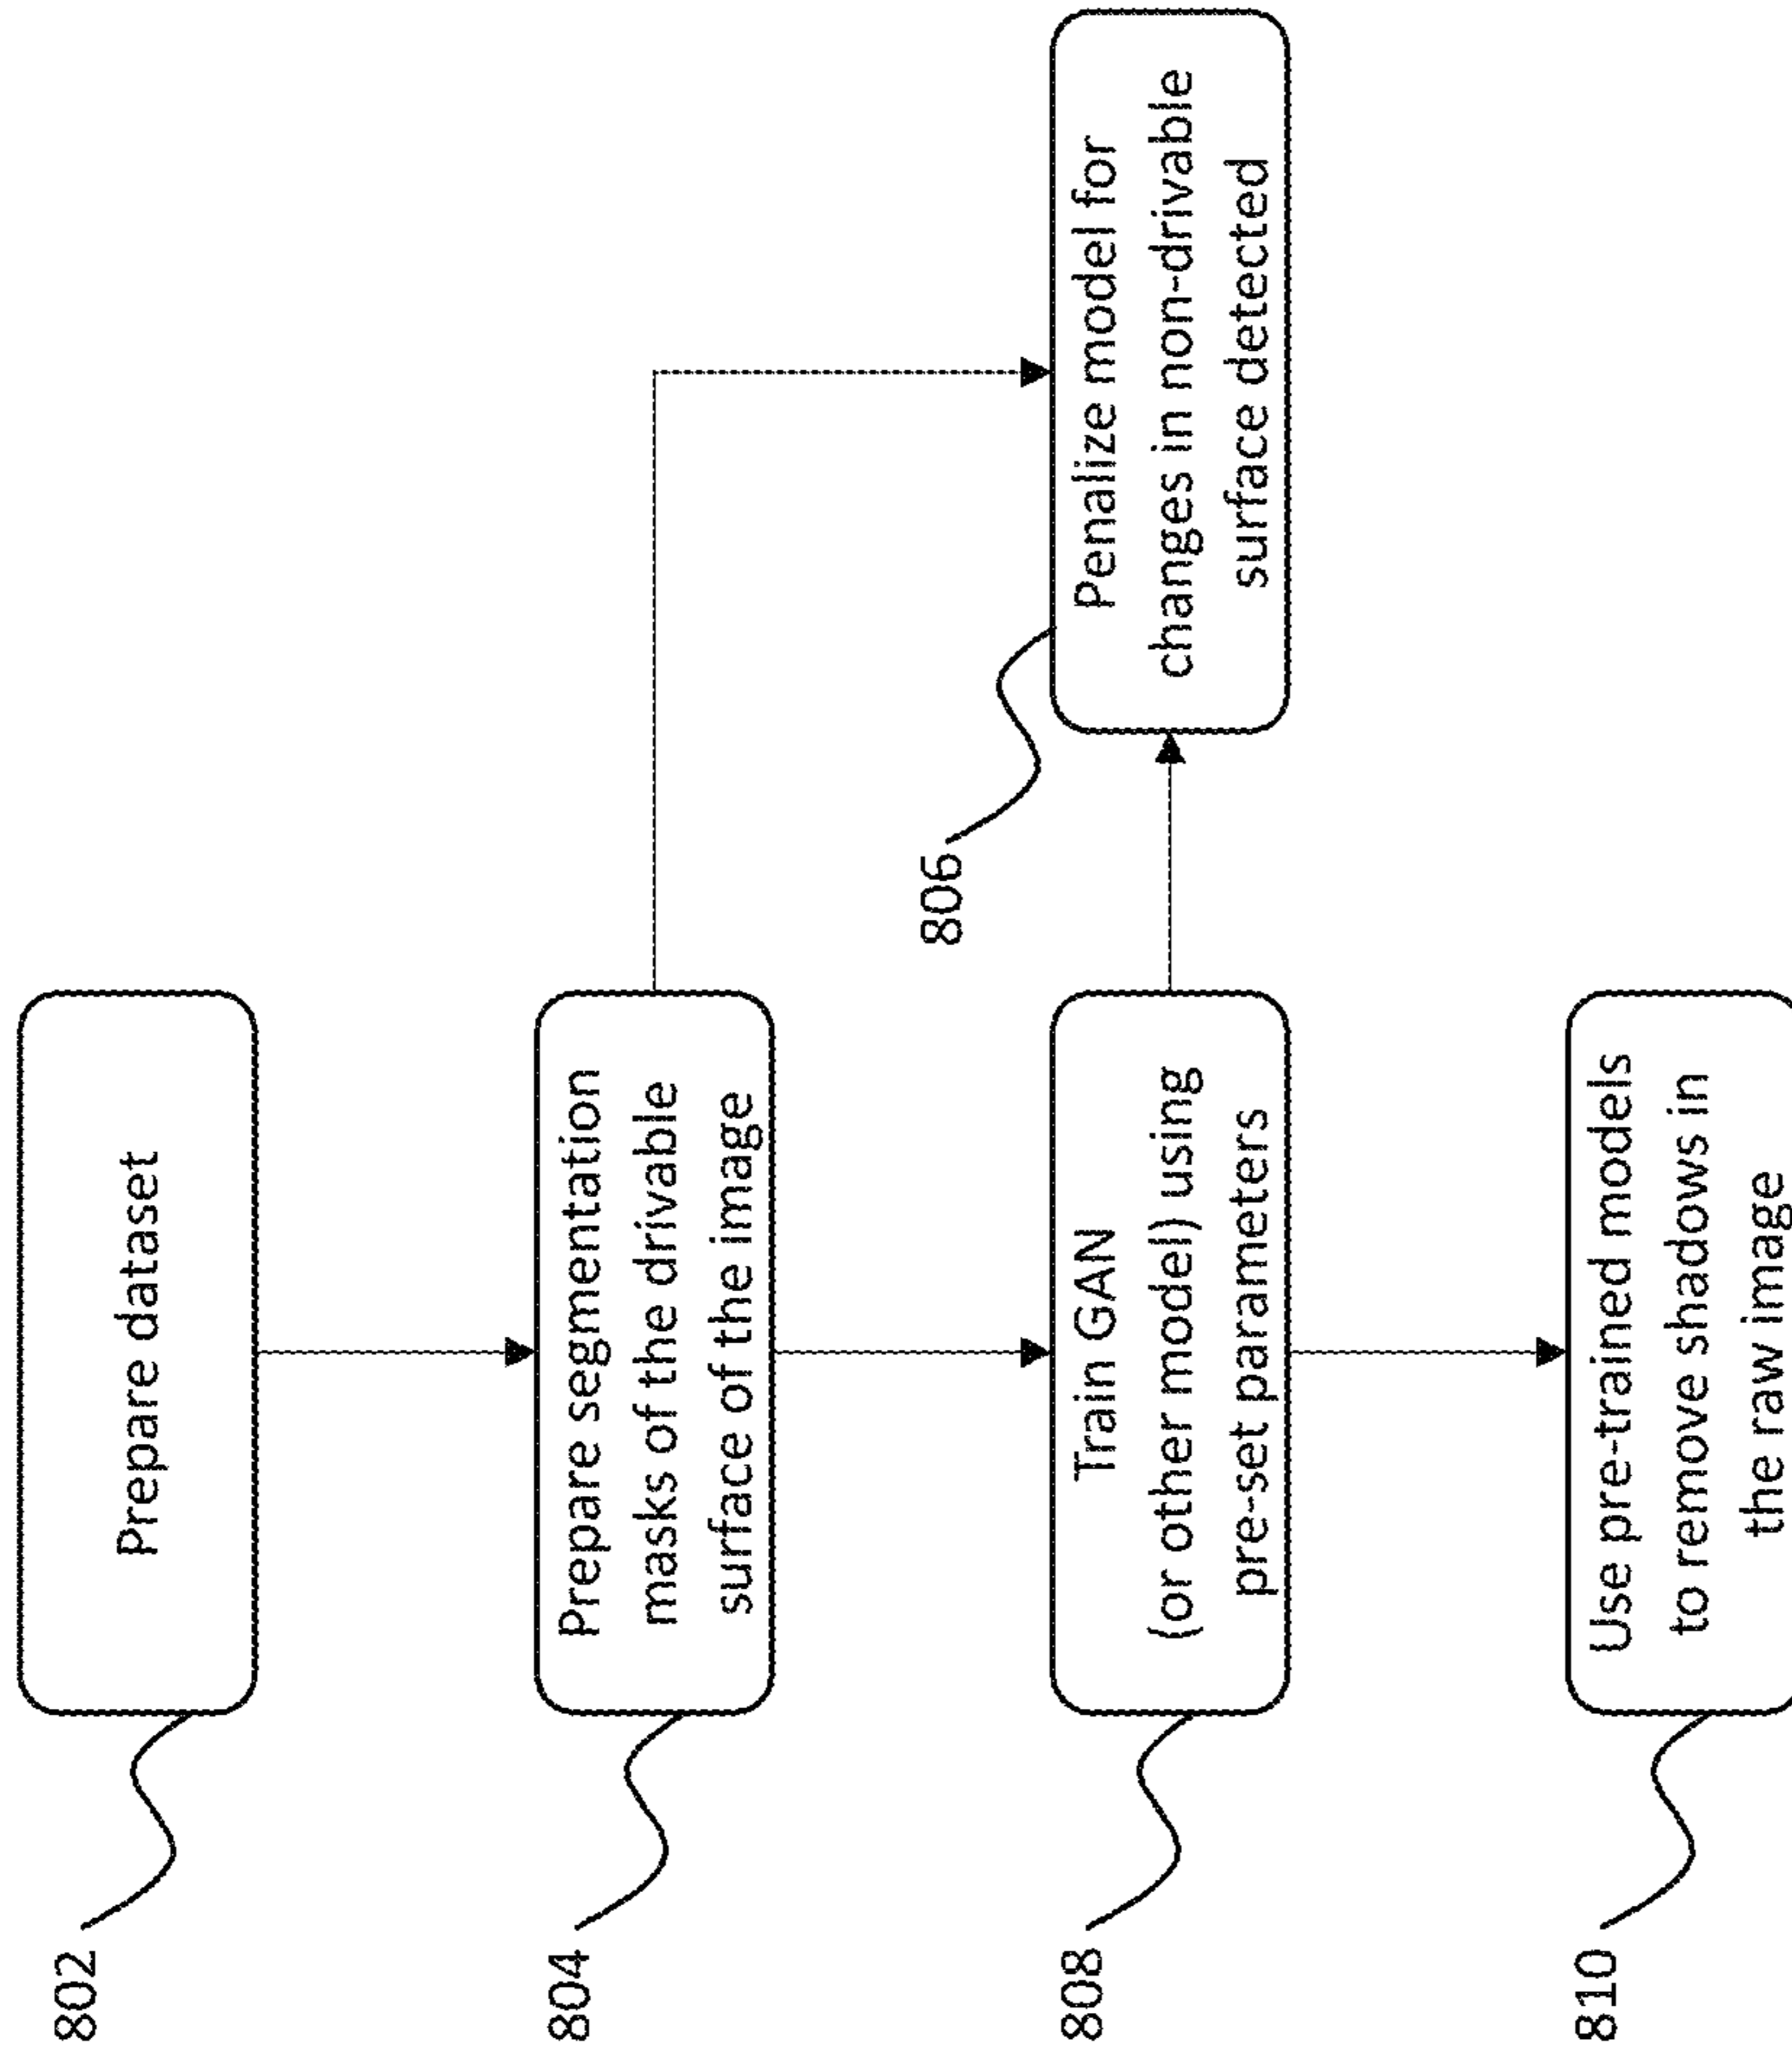 802
Prepare dataset
804
Prepare segmentation
masks of the drivable
surface of the image
806
Penalize model for
changes in non-drivable
surface detected
808
Train GAN
(or other model) using
pre-set parameters
810
Use pre-trained models
to remove shadows in
the raw image